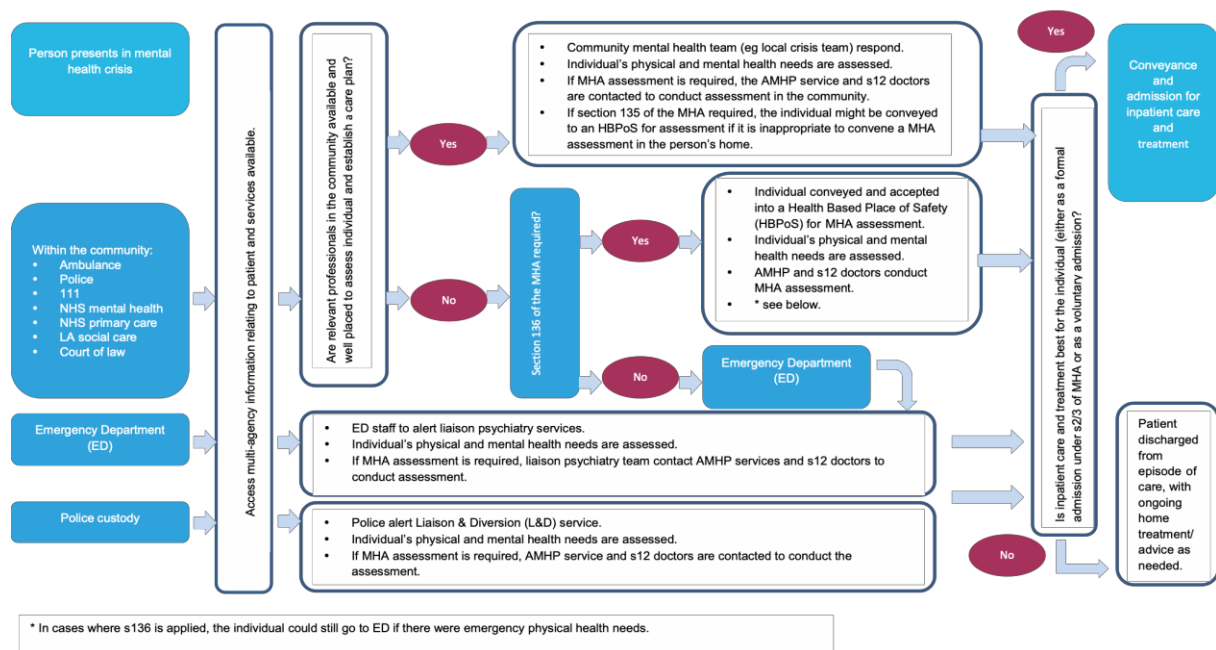 Person presents in mental
health crisis
Within the community:
• Ambulance
• Police
• 111
• NHS mental health
• NHS primary care
• LA social care
• Court of law
Emergency Department
(ED)
Police custody
Access multi-agency information relating to patient and services available.
Are relevant professionals in the community available and
well placed to assess individual and establish a care plan?
Yes
• Community mental health team (eg local crisis team) respond.
• Individual's physical and mental health needs are assessed.
• If MHA assessment is required, the AMHP service and s12 doctors
are contacted to conduct assessment in the community.
• If section 135 of the MHA required, the individual might be conveyed
to an HBPoS for assessment if it is inappropriate to convene a MHA
assessment in the person's home.
No
Section 136 of the MHA required?
Yes
• Individual conveyed and accepted
into a Health Based Place of Safety
(HBPoS) for MHA assessment.
• Individual's physical and mental
health needs are assessed.
• AMHP and s12 doctors conduct
MHA assessment.
• * see below.
No
Emergency Department
(ED)
• ED staff to alert liaison psychiatry services.
• Individual's physical and mental health needs are assessed.
• If MHA assessment is required, liaison psychiatry team contact AMHP services and s12 doctors to
conduct assessment.
• Police alert Liaison & Diversion (L&D) service.
• Individual's physical and mental health needs are assessed.
• If MHA assessment is required, AMHP service and s12 doctors are contacted to conduct the
assessment.
Is inpatient care and treatment best for the individual (either as a formal
admission under s2/3 of MHA or as a voluntary admission?
Yes
Conveyance
and
admission for
inpatient care
and
treatment
No
Patient
discharged
from
episode of
care, with
ongoing
home
treatment/
advice as
needed.
* In cases where s136 is applied, the individual could still go to ED if there were emergency physical health needs.